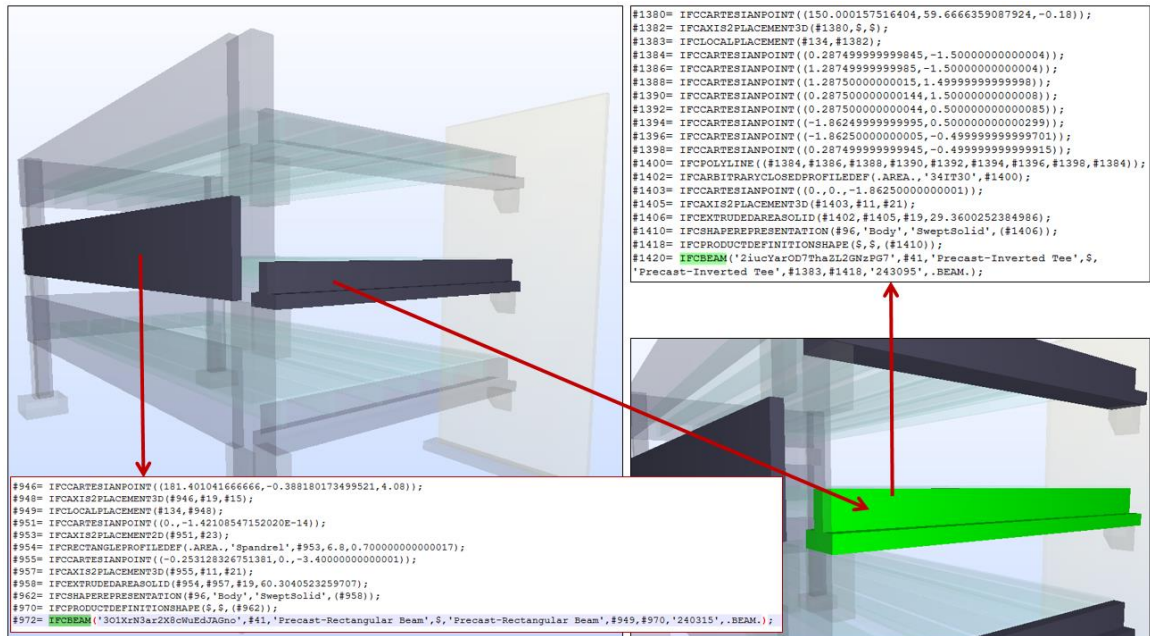 #1380= IFCCARTESIANPOINT((150.000157516404,59.6666359087924,-0.18));
#1382= IFCAXIS2PLACEMENT3D(#1380,$,$);
#1383= IFCLOCALPLACEMENT(#134,#1382);
#1384= IFCCARTESIANPOINT((0.287499999999845,-1.50000000000004));
#1386= IFCCARTESIANPOINT((1.28749999999985,-1.50000000000004));
#1388= IFCCARTESIANPOINT((1.28750000000015,1.49999999999998));
#1390= IFCCARTESIANPOINT((0.287500000000144,1.50000000000008));
#1392= IFCCARTESIANPOINT((0.287500000000044,0.500000000000085));
#1394= IFCCARTESIANPOINT((-1.86249999999995,0.500000000000299));
#1396= IFCCARTESIANPOINT((-1.86250000000005,-0.499999999999701));
#1398= IFCCARTESIANPOINT((0.287499999999945,-0.499999999999915));
#1400= IFCPOLYLINE((#1384,#1386,#1388,#1390,#1392,#1394,#1396,#1398,#1384));
#1402= IFCARBITRARYCLOSEDPROFILEDEF(.AREA.,'34IT30',#1400);
#1403= IFCCARTESIANPOINT((0.,0.,-1.86250000000001));
#1405= IFCAXIS2PLACEMENT3D(#1403,#11,#21);
#1406= IFCEXTRUDEDAREASOLID(#1402,#1405,#19,29.3600252384986);
#1410= IFCSHAPEREPRESENTATION(#96,'Body','SweptSolid',(#1406));
#1418= IFCPRODUCTDEFINITIONSHAPE($,$,(#1410));
#1420= IFCBEAM('2iucYarOD7ThaZL2GNzPG7',#41,'Precast-Inverted Tee',$,
'Precast-Inverted Tee',#1383,#1418,'243095',.BEAM.);
#946= IFCCARTESIANPOINT((181.401041666666,-0.388180173499521,4.08));
#948= IFCAXIS2PLACEMENT3D(#946,#19,#15);
#949= IFCLOCALPLACEMENT(#134,#948);
#951= IFCCARTESIANPOINT((0.,-1.42108547152020E-14));
#953= IFCAXIS2PLACEMENT2D(#951,#23);
#954= IFCRECTANGLEPROFILEDEF(.AREA.,'Spandrel',#953,6.8,0.700000000000017);
#955= IFCCARTESIANPOINT((-0.253128326751381,0.,-3.40000000000001));
#957= IFCAXIS2PLACEMENT3D(#955,#11,#21);
#958= IFCEXTRUDEDAREASOLID(#954,#957,#19,60.3040523259707);
#962= IFCSHAPEREPRESENTATION(#96,'Body','SweptSolid',(#958));
#970= IFCPRODUCTDEFINITIONSHAPE($,$,(#962));
#972= IFCBEAM('3O1XrN3ar2X8cWuEdJAGno',#41,'Precast-Rectangular Beam',$,'Precast-Rectangular Beam',#949,#970,'240315',.BEAM.);